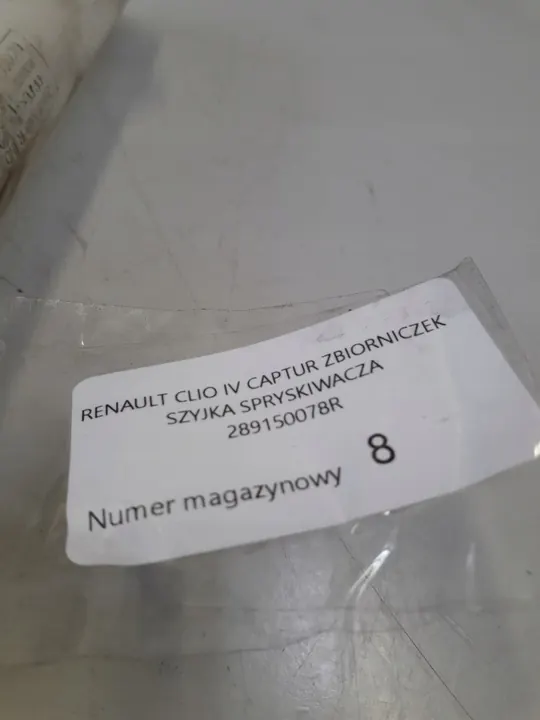 RENAULT CLIO IV CAPTUR ZBIORNICZEK
SZYJKA SPRYSKIWACZA
289150078R
Numer magazynowy 8